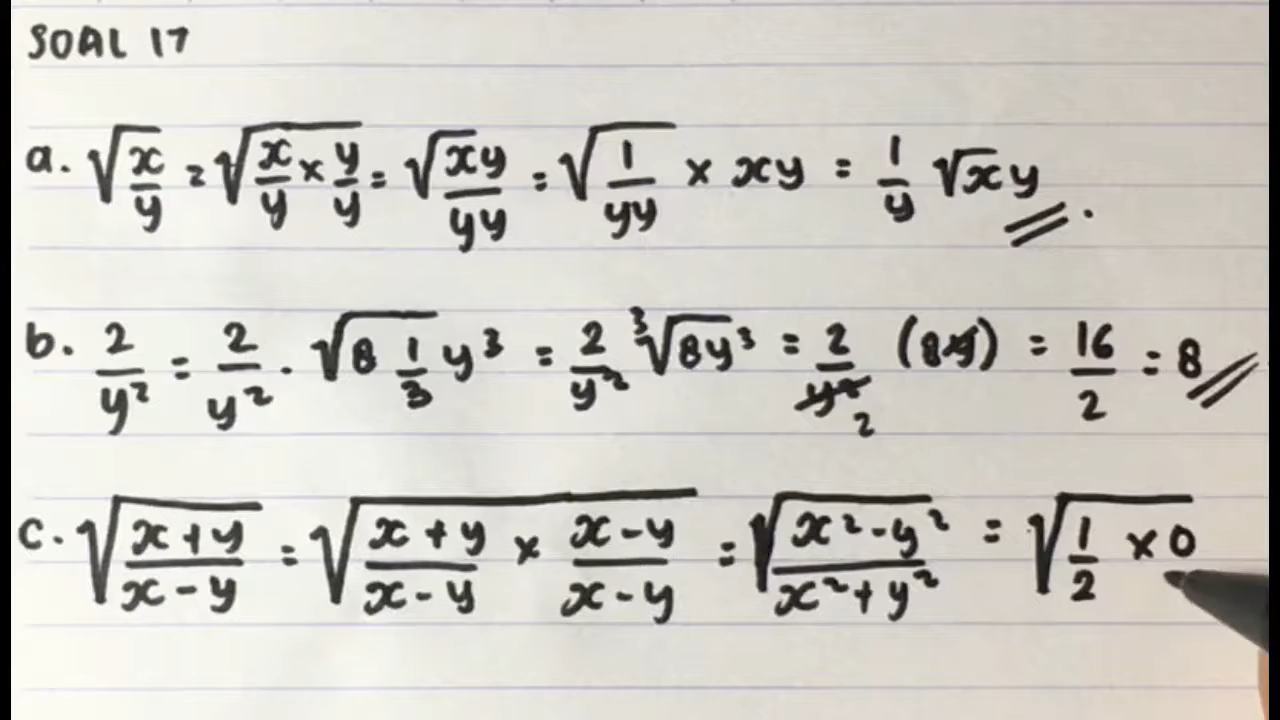 SOAL 17
a. √x/y = √x/y × y/y = √xy/yy = √1/yy × xy = 1/y √xy.
b. 2/y² = 2/y² . √8 1/3 y³ = 2/y² ³√8y³ = 2/y² 2 (8y) = 16/2 = 8
c. √x+y/x-y = √x+y/x-y × x-y/x-y = √x²-y²/x²+y² = √1/2 × 0